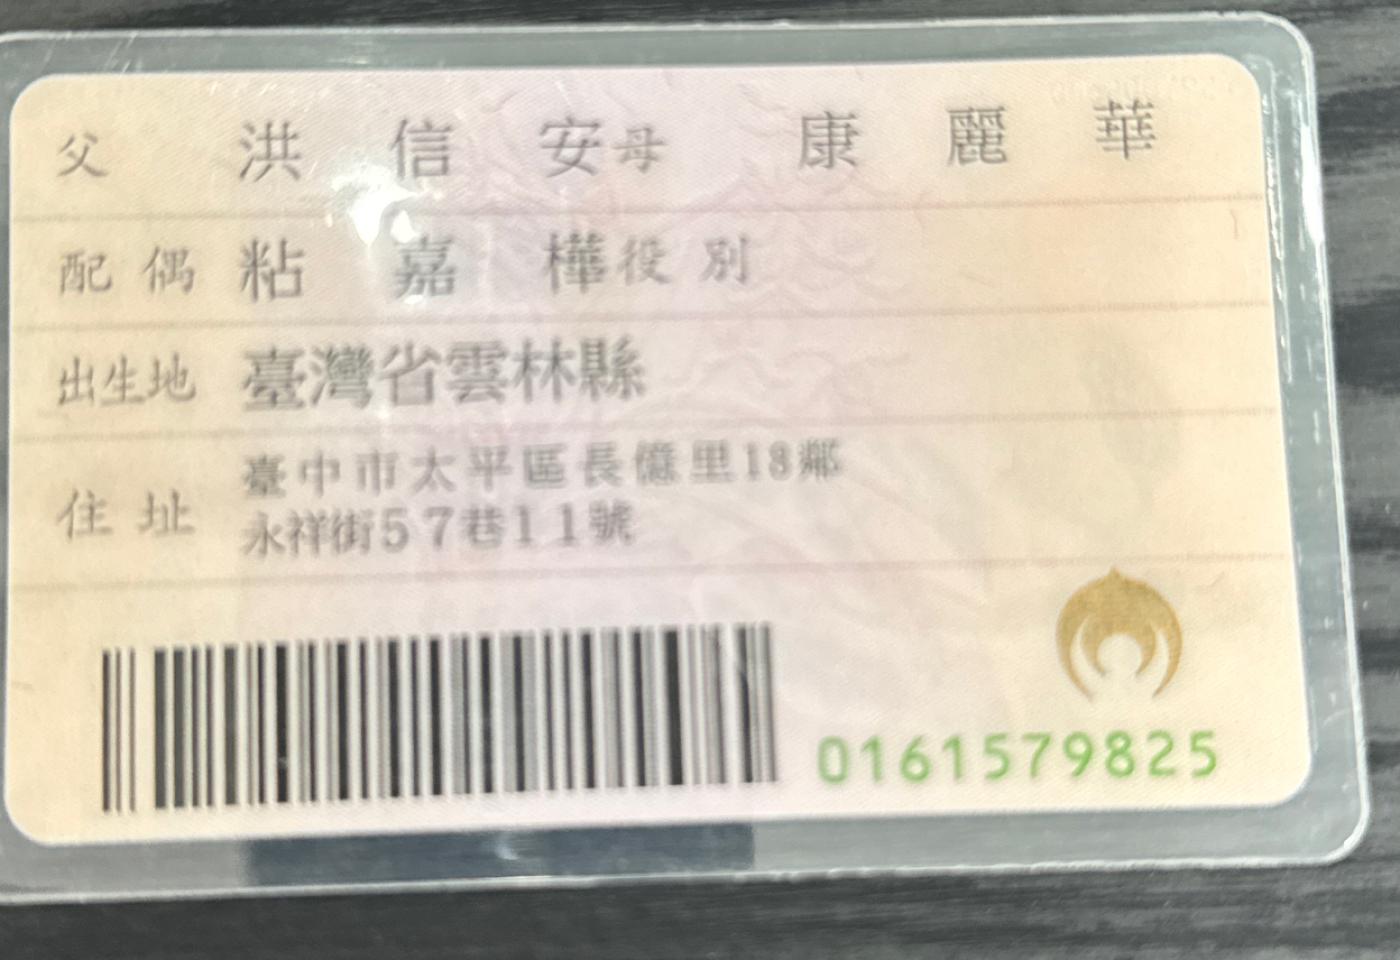 父 洪信安 母 康麗華
配偶 粘嘉樺 役別
出生地 臺灣省雲林縣
住址 臺中市太平區長億里18鄰
永祥街57巷11號
0161579825